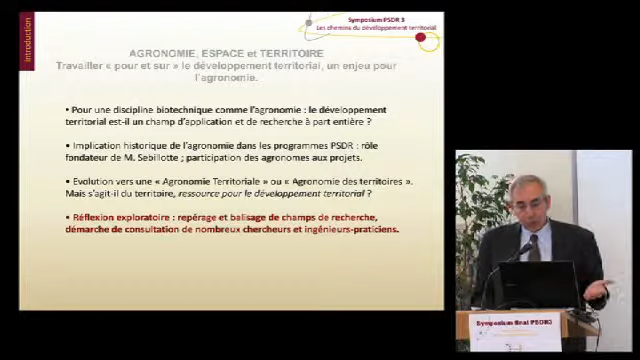 Introduction
Symposium PSDR 3
Les chemins du développement territorial
AGRONOMIE, ESPACE et TERRITOIRE
Travailler « pour et sur » le développement territorial, un enjeu pour
l'agronomie.
• Pour une discipline biotechnique comme l'agronomie : le développement
territorial est-il un champ d'application et de recherche à part entière ?
• Implication historique de l'agronomie dans les programmes PSDR : rôle
fondateur de M. Sebillotte ; participation des agronomes aux projets.
• Evolution vers une « Agronomie Territoriale » ou « Agronomie des territoires ».
Mais s'agit-il du territoire, ressource pour le développement territorial ?
• Réflexion exploratoire : repérage et balisage de champs de recherche,
démarche de consultation de nombreux chercheurs et ingénieurs-praticiens.
Symposium final PSDR3